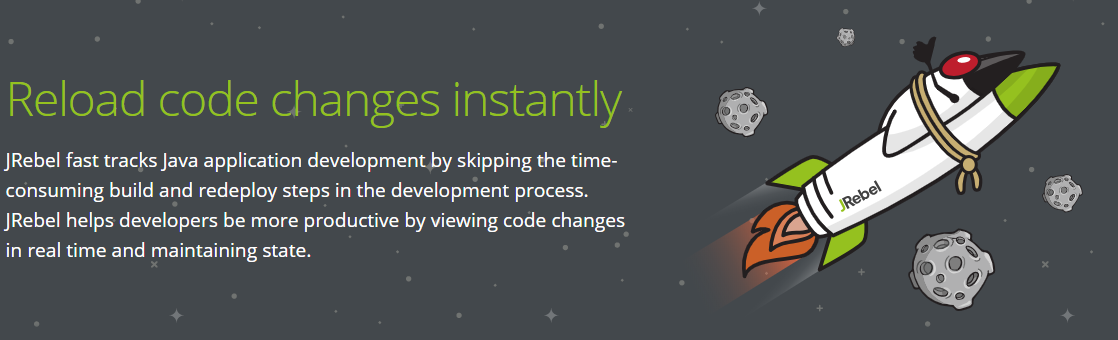 Reload code changes instantly
JRebel fast tracks Java application development by skipping the time-
consuming build and redeploy steps in the development process.
JRebel helps developers be more productive by viewing code changes
in real time and maintaining state.
JRebel